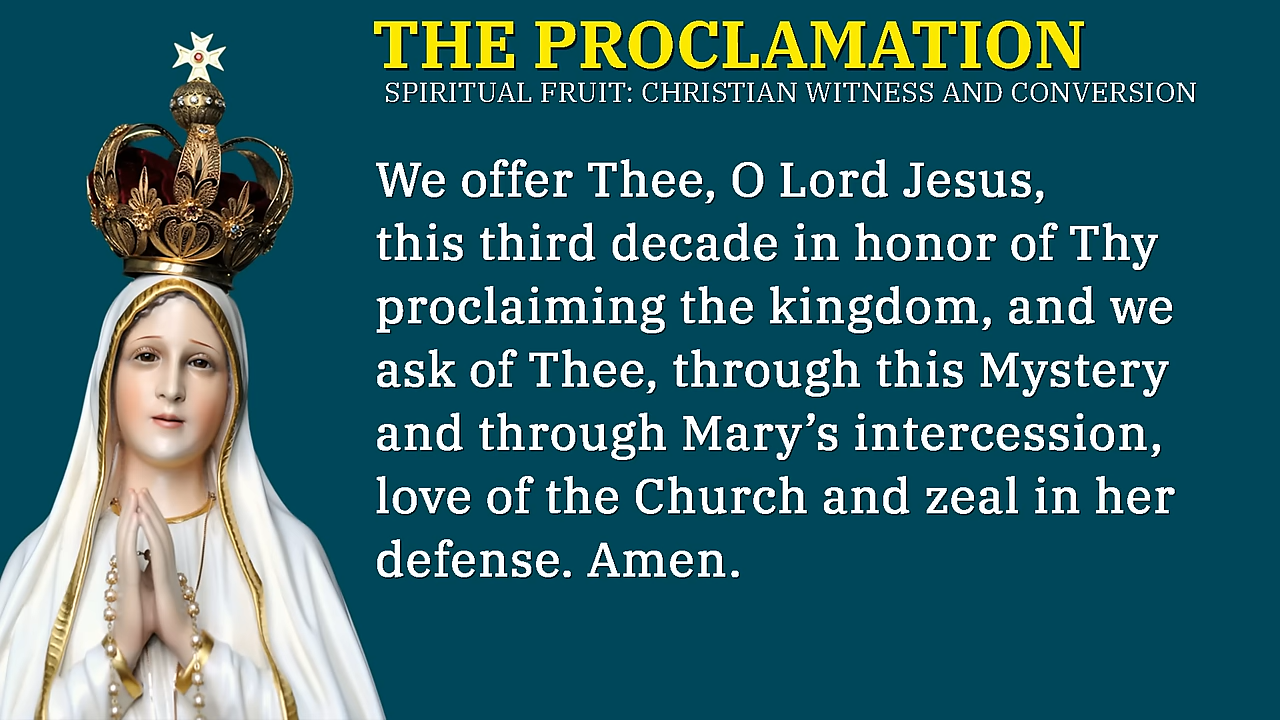 THE PROCLAMATION
SPIRITUAL FRUIT: CHRISTIAN WITNESS AND CONVERSION
We offer Thee, O Lord Jesus,
this third decade in honor of Thy
proclaiming the kingdom, and we
ask of Thee, through this Mystery
and through Mary’s intercession,
love of the Church and zeal in her
defense. Amen.